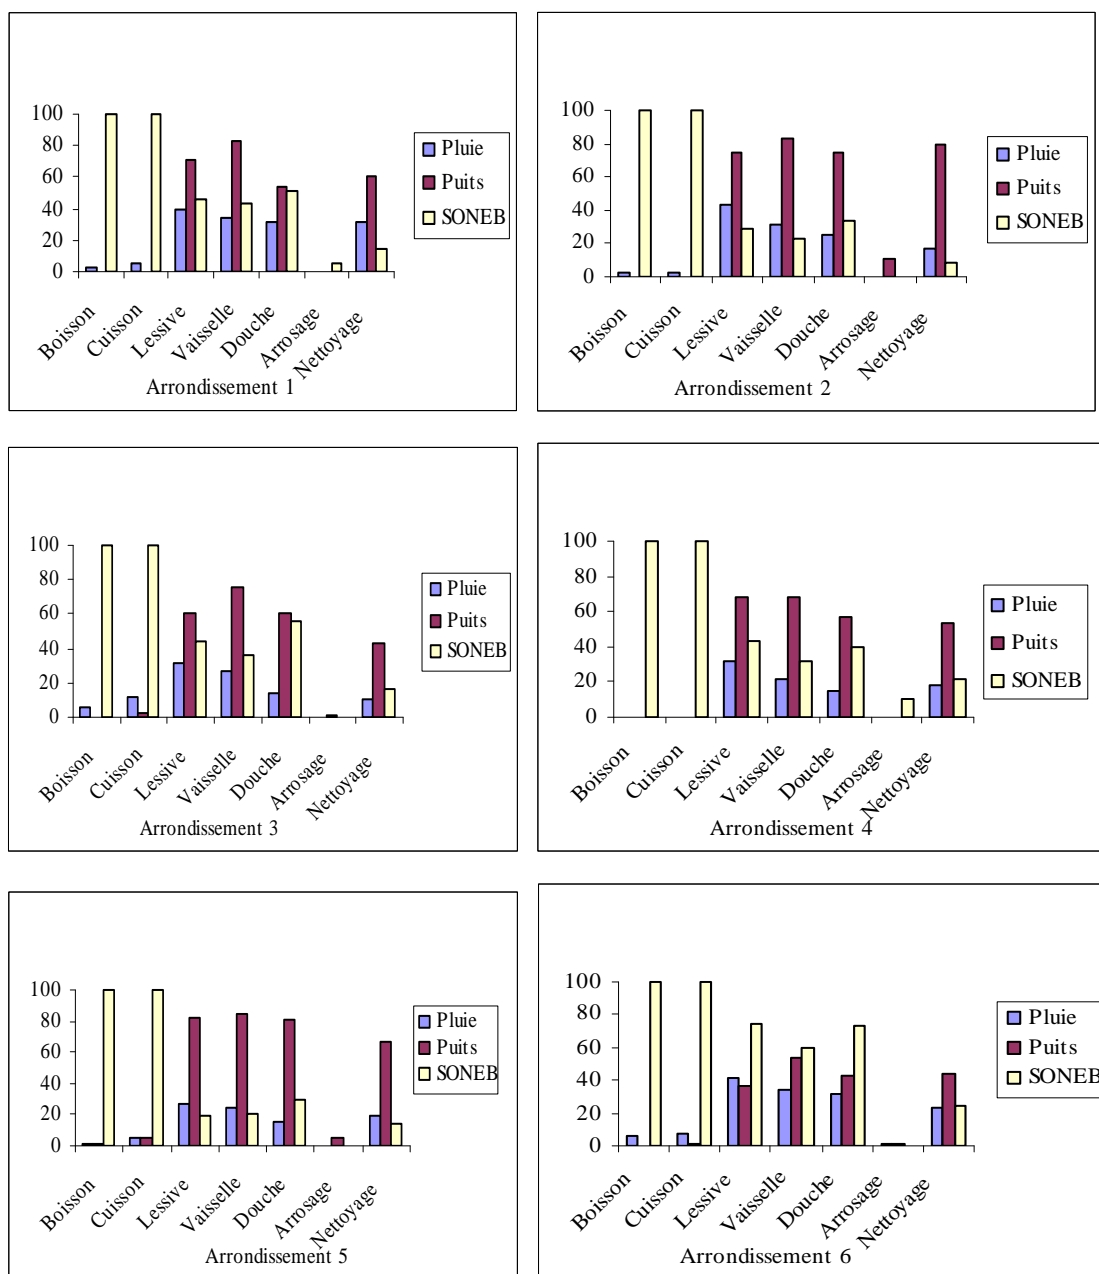 100
80
60
40
20
0
Pluie
Puits
SONEB
Boisson
Cuisson
Lessive
Vaisselle
Douche
Arrosage
Nettoyage
Arrondissement 1
100
80
60
40
20
0
Pluie
Puits
SONEB
Boisson
Cuisson
Lessive
Vaisselle
Douche
Arrosage
Nettoyage
Arrondissement 2
100
80
60
40
20
0
Pluie
Puits
SONEB
Boisson
Cuisson
Lessive
Vaisselle
Douche
Arrosage
Nettoyage
Arrondissement 3
100
80
60
40
20
0
Pluie
Puits
SONEB
Boisson
Cuisson
Lessive
Vaisselle
Douche
Arrosage
Nettoyage
Arrondissement 4
100
80
60
40
20
0
Pluie
Puits
SONEB
Boisson
Cuisson
Lessive
Vaisselle
Douche
Arrosage
Nettoyage
Arrondissement 5
100
80
60
40
20
0
Pluie
Puits
SONEB
Boisson
Cuisson
Lessive
Vaisselle
Douche
Arrosage
Nettoyage
Arrondissement 6